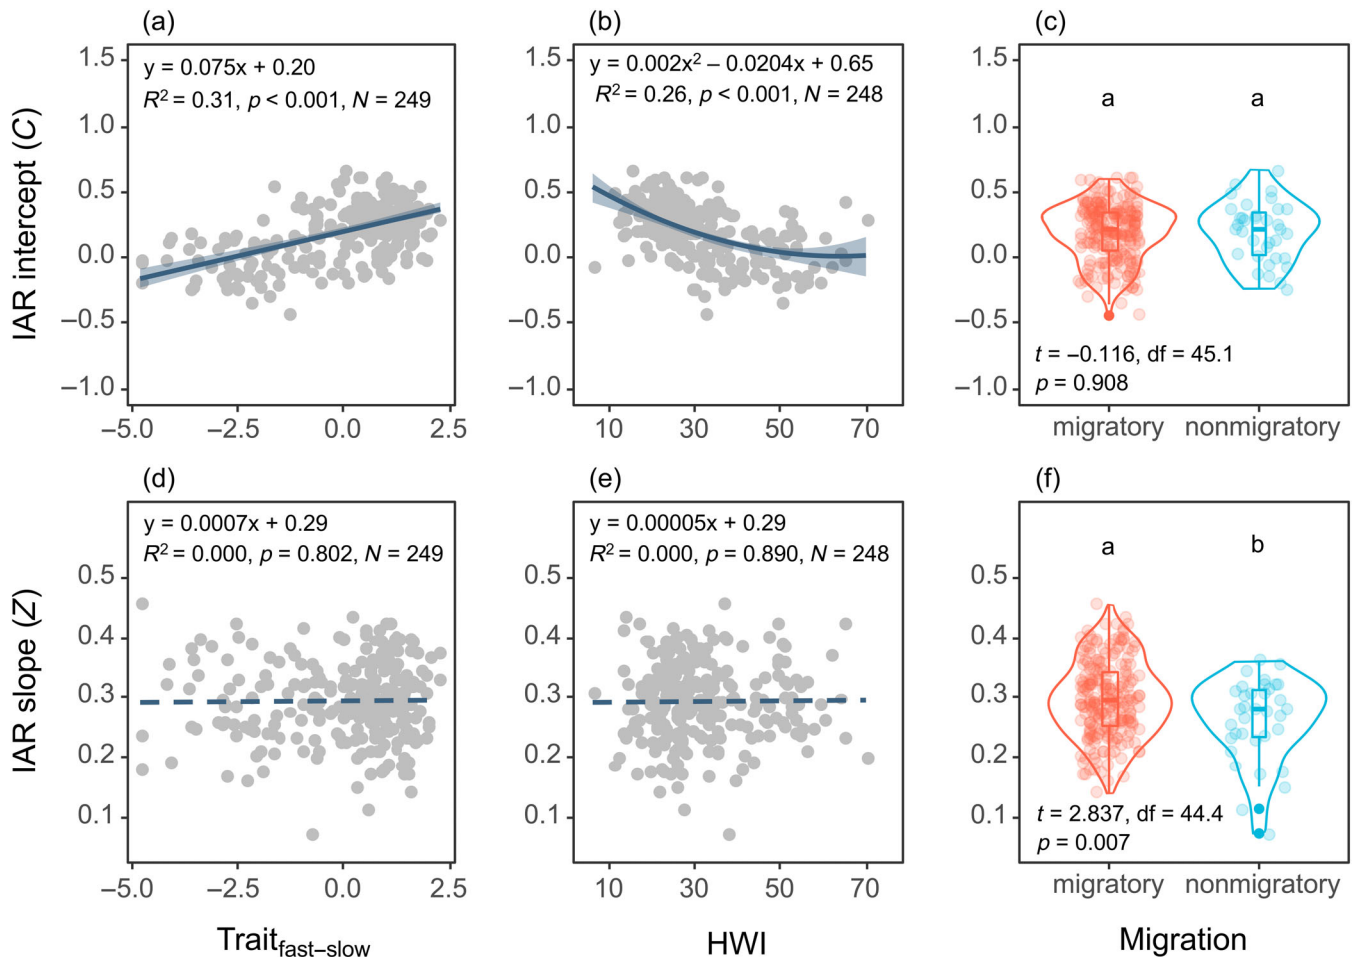 (a)
(b)
(c)
IAR intercept (C)
1.5
1.0
0.5
0.0
−0.5
−1.0
y = 0.075x + 0.20
R² = 0.31, p < 0.001, N = 249
−5.0 −2.5 0.0 2.5
1.5
1.0
0.5
0.0
−0.5
−1.0
y = 0.002x² – 0.0204x + 0.65
R² = 0.26, p < 0.001, N = 248
10 30 50 70
1.5
1.0
0.5
0.0
−0.5
−1.0
a a
t = −0.116, df = 45.1
p = 0.908
migratory nonmigratory
(d)
(e)
(f)
IAR slope (Z)
0.5
0.4
0.3
0.2
0.1
y = 0.0007x + 0.29
R² = 0.000, p = 0.802, N = 249
−5.0 −2.5 0.0 2.5
Trait fast–slow
0.5
0.4
0.3
0.2
0.1
y = 0.00005x + 0.29
R² = 0.000, p = 0.890, N = 248
10 30 50 70
HWI
0.5
0.4
0.3
0.2
0.1
a b
t = 2.837, df = 44.4
p = 0.007
migratory nonmigratory
Migration